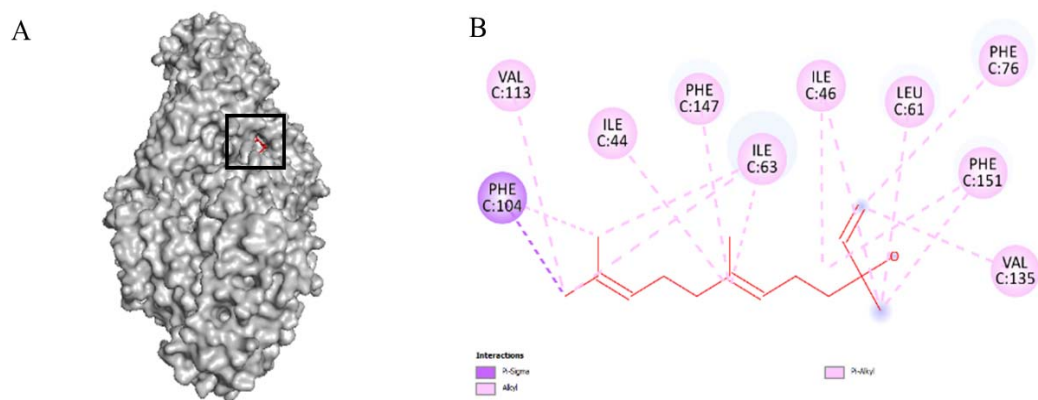 A
B
VAL
C:113
ILE
C:44
PHE
C:147
ILE
C:63
ILE
C:46
LEU
C:61
PHE
C:76
PHE
C:151
VAL
C:135
PHE
C:104
O
Interactions
Pi-Sigma
Alkyl
Pi-Alkyl